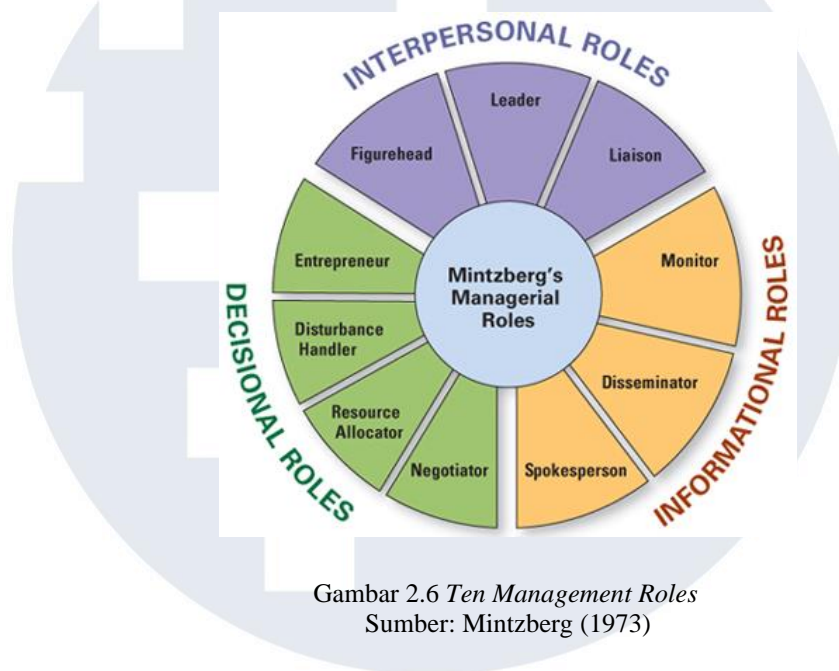 INTERPERSONAL ROLES
Leader
Figurehead
Liaison
Entrepreneur
Monitor
Mintzberg's
Managerial
Roles
Disturbance
Handler
Disseminator
Resource
Allocator
Negotiator
Spokesperson
DECISIONAL ROLES
INFORMATIONAL ROLES
Gambar 2.6 Ten Management Roles
Sumber: Mintzberg (1973)